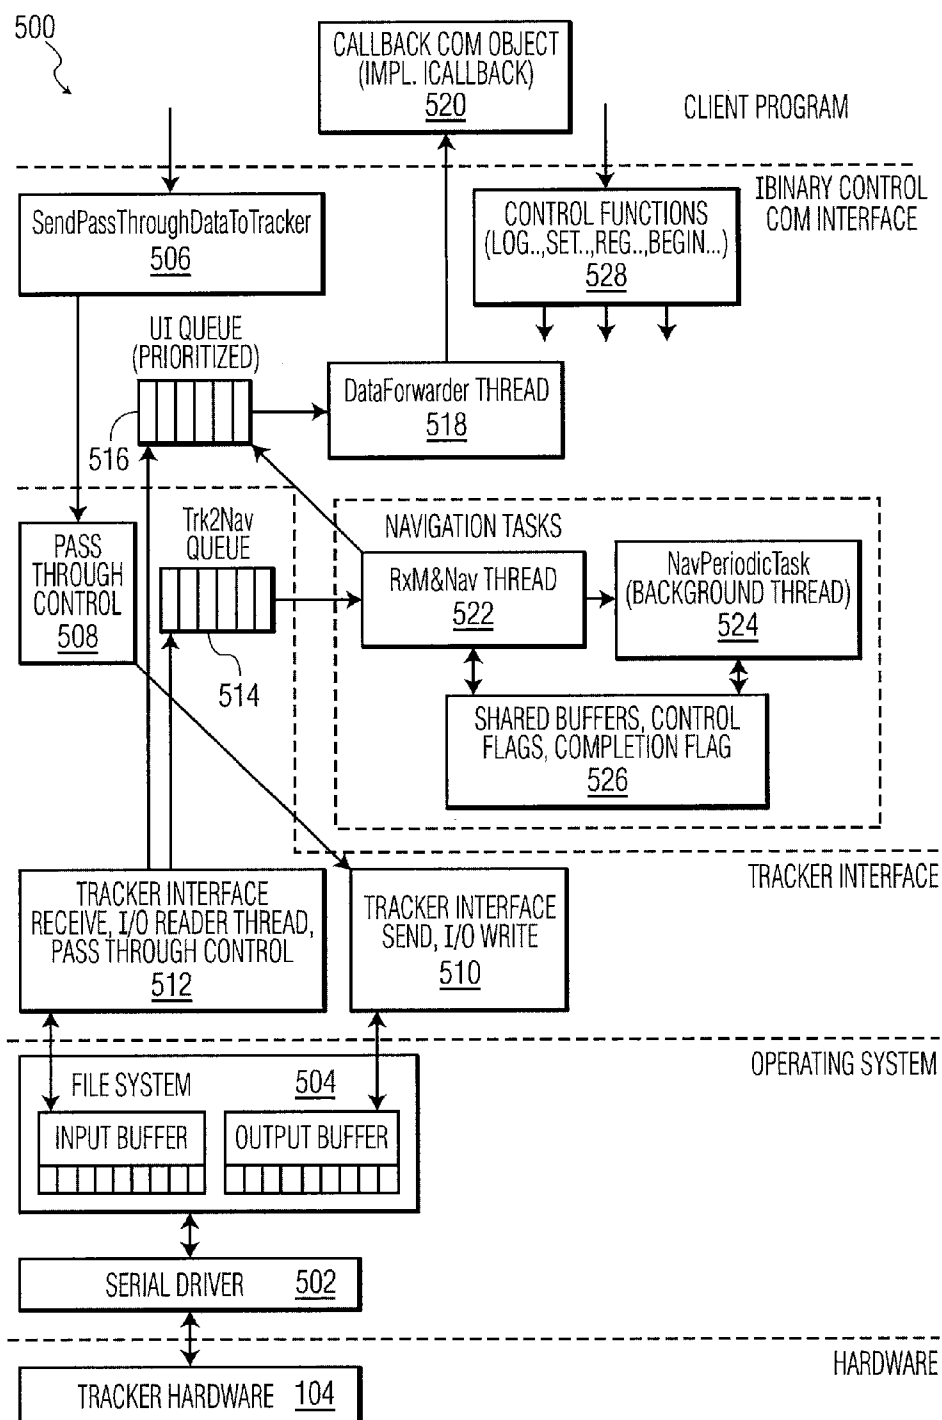 500
CALLBACK COM OBJECT
(IMPL. ICALLBACK)
520
CLIENT PROGRAM
IBINARY CONTROL
COM INTERFACE
SendPassThroughDataToTracker
506
CONTROL FUNCTIONS
(LOG..,SET..,REG..,BEGIN...)
528
UI QUEUE
(PRIORITIZED)
516
DataForwarder THREAD
518
PASS
THROUGH
CONTROL
508
Trk2Nav
QUEUE
514
NAVIGATION TASKS
RxM&Nav THREAD
522
NavPeriodicTask
(BACKGROUND THREAD)
524
SHARED BUFFERS, CONTROL
FLAGS, COMPLETION FLAG
526
TRACKER INTERFACE
TRACKER INTERFACE
RECEIVE, I/O READER THREAD,
PASS THROUGH CONTROL
512
TRACKER INTERFACE
SEND, I/O WRITE
510
OPERATING SYSTEM
FILE SYSTEM 504
INPUT BUFFER
OUTPUT BUFFER
SERIAL DRIVER 502
HARDWARE
TRACKER HARDWARE 104